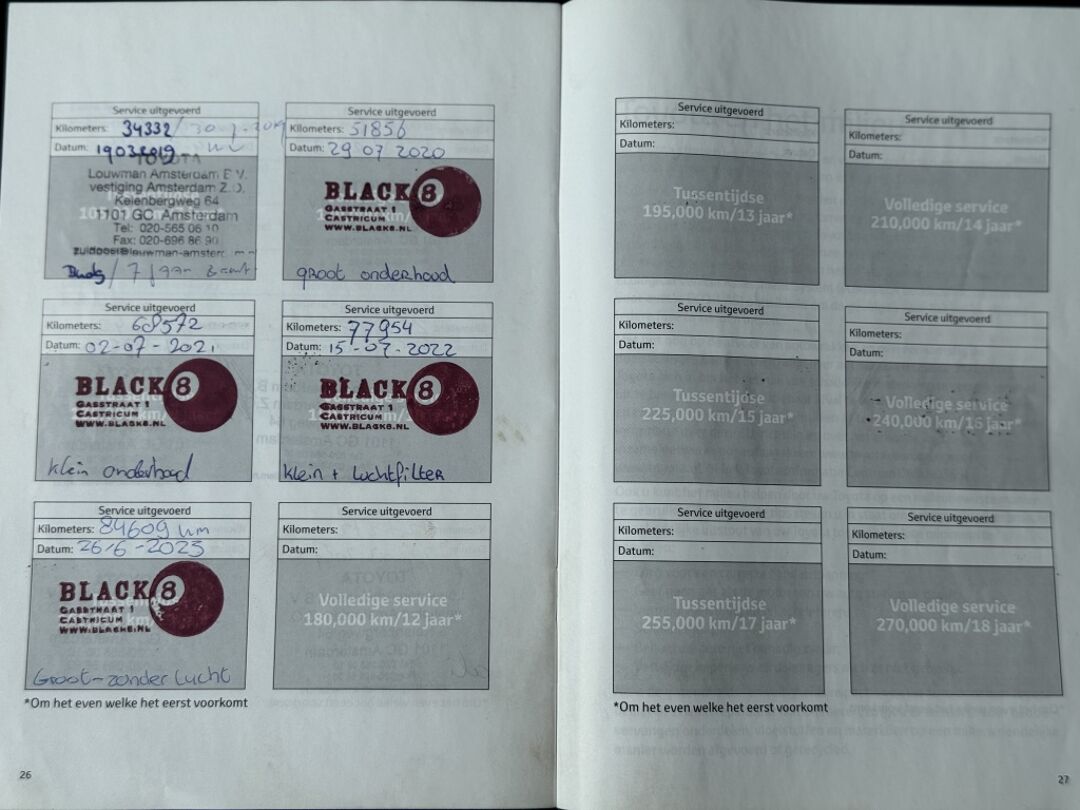 Service uitgevoerd
Kilometers: 34332
Datum: 19032019
TOYOTA
Louwman Amsterdam B.V.
vestiging Amsterdam Z.O.
Keienbergweg 64
1101 GC Amsterdam
Tel: 020-565 06 10
Fax: 020-696 86 90
Service uitgevoerd
Kilometers: 51856
Datum: 29 07 2020
BLACK 8
GASSTRAAT 1
CASTRICUM
WWW.BLACK8.NL
groot onderhoud
Service uitgevoerd
Kilometers: 68572
Datum: 02-07-2021
BLACK 8
GASSTRAAT 1
CASTRICUM
WWW.BLACK8.NL
klein onderhoud
Service uitgevoerd
Kilometers: 77954
Datum: 15-07-2022
BLACK 8
GASSTRAAT 1
CASTRICUM
WWW.BLACK8.NL
klein + luchtfilter
Service uitgevoerd
Kilometers: 84609 km
Datum: 26/6-2023
BLACK 8
GASSTRAAT 1
CASTRICUM
WWW.BLACK8.NL
Groot-zonder lucht
Service uitgevoerd
Kilometers:
Datum:
Volledige service
180,000 km/12 jaar*
*Om het even welke het eerst voorkomt
26
Service uitgevoerd
Kilometers:
Datum:
Tussentijdse
195,000 km/13 jaar*
Service uitgevoerd
Kilometers:
Datum:
Volledige service
210,000 km/14 jaar*
Service uitgevoerd
Kilometers:
Datum:
Tussentijdse
225,000 km/15 jaar*
Service uitgevoerd
Kilometers:
Datum:
Volledige service
240,000 km/16 jaar*
Service uitgevoerd
Kilometers:
Datum:
Tussentijdse
255,000 km/17 jaar*
Service uitgevoerd
Kilometers:
Datum:
Volledige service
270,000 km/18 jaar*
*Om het even welke het eerst voorkomt
27